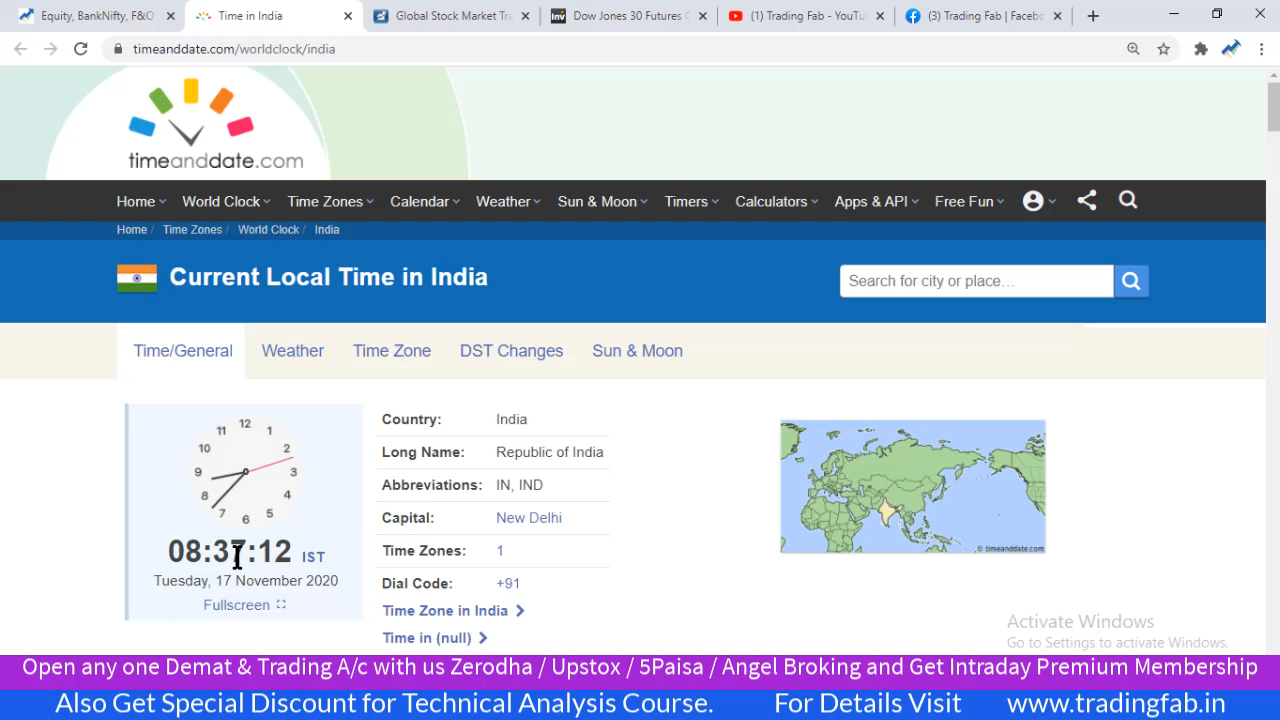 Equity, BankNifty, F&O
Time in India
Global Stock Market Tr
Dow Jones 30 Futures
(1) Trading Fab - YouTu
(3) Trading Fab | Facebo
timeanddate.com/worldclock/india
timeanddate.com
Home
World Clock
Time Zones
Calendar
Weather
Sun & Moon
Timers
Calculators
Apps & API
Free Fun
Home / Time Zones / World Clock / India
Current Local Time in India
Search for city or place…
Time/General
Weather
Time Zone
DST Changes
Sun & Moon
12
11 1
10 2
9 3
8 4
7 5
6
08:37:12 IST
Tuesday, 17 November 2020
Fullscreen
Country: India
Long Name: Republic of India
Abbreviations: IN, IND
Capital: New Delhi
Time Zones: 1
Dial Code: +91
Time Zone in India
Time in (null)
© timeanddate.com
Activate Windows
Go to Settings to activate Windows.
Open any one Demat & Trading A/c with us Zerodha / Upstox / 5Paisa / Angel Broking and Get Intraday Premium Membership
Also Get Special Discount for Technical Analysis Course. For Details Visit www.tradingfab.in